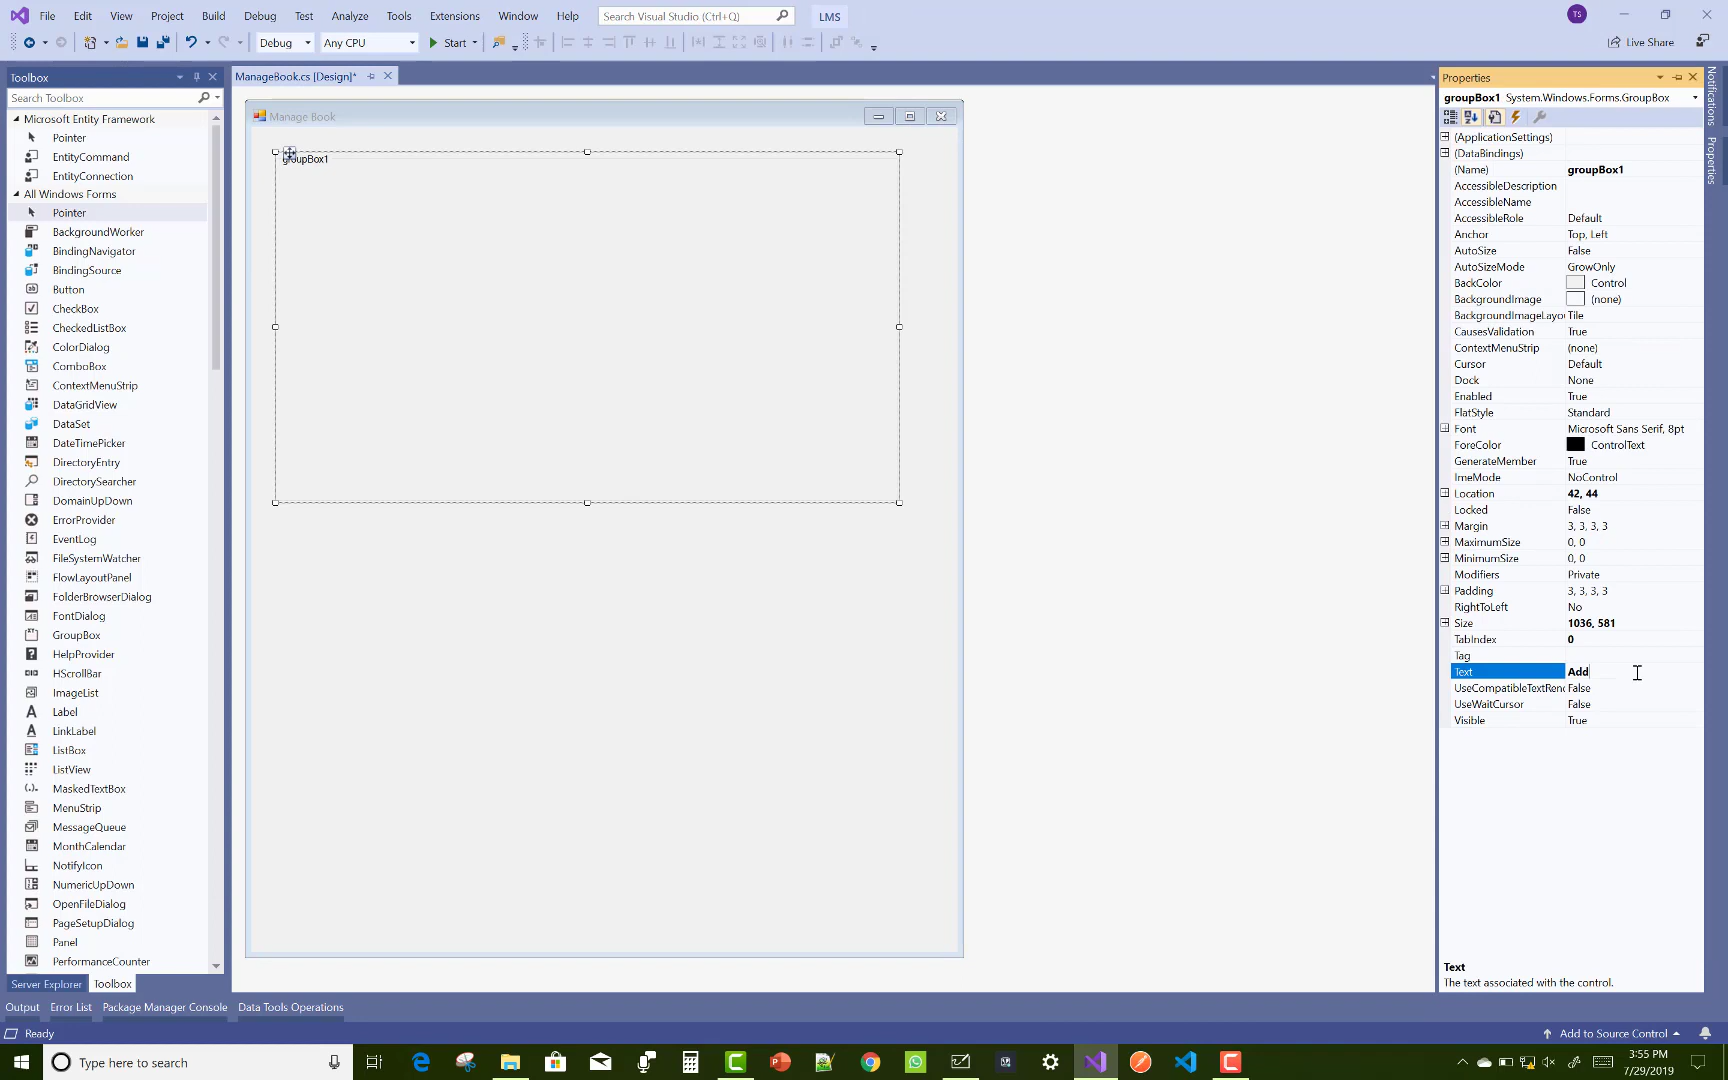 File Edit View Project Build Debug Test Analyze Tools Extensions Window Help Search Visual Studio (Ctrl+Q) LMS TS
Debug Any CPU Start Live Share
Toolbox
Search Toolbox
Microsoft Entity Framework
Pointer
EntityCommand
EntityConnection
All Windows Forms
Pointer
BackgroundWorker
BindingNavigator
BindingSource
Button
CheckBox
CheckedListBox
ColorDialog
ComboBox
ContextMenuStrip
DataGridView
DataSet
DateTimePicker
DirectoryEntry
DirectorySearcher
DomainUpDown
ErrorProvider
EventLog
FileSystemWatcher
FlowLayoutPanel
FolderBrowserDialog
FontDialog
GroupBox
HelpProvider
HScrollBar
ImageList
Label
LinkLabel
ListBox
ListView
MaskedTextBox
MenuStrip
MessageQueue
MonthCalendar
NotifyIcon
NumericUpDown
OpenFileDialog
PageSetupDialog
Panel
PerformanceCounter
Server Explorer Toolbox
ManageBook.cs [Design]*
Manage Book
groupBox1
Properties
groupBox1 System.Windows.Forms.GroupBox
(ApplicationSettings)
(DataBindings)
(Name) groupBox1
AccessibleDescription
AccessibleName
AccessibleRole Default
Anchor Top, Left
AutoSize False
AutoSizeMode GrowOnly
BackColor Control
BackgroundImage (none)
BackgroundImageLayou Tile
CausesValidation True
ContextMenuStrip (none)
Cursor Default
Dock None
Enabled True
FlatStyle Standard
Font Microsoft Sans Serif, 8pt
ForeColor ControlText
GenerateMember True
ImeMode NoControl
Location 42, 44
Locked False
Margin 3, 3, 3, 3
MaximumSize 0, 0
MinimumSize 0, 0
Modifiers Private
Padding 3, 3, 3, 3
RightToLeft No
Size 1036, 581
TabIndex 0
Tag
Text Add
UseCompatibleTextRend False
UseWaitCursor False
Visible True
Text
The text associated with the control.
Notifications
Properties
Output Error List Package Manager Console Data Tools Operations
Ready Add to Source Control
Type here to search
3:55 PM
7/29/2019